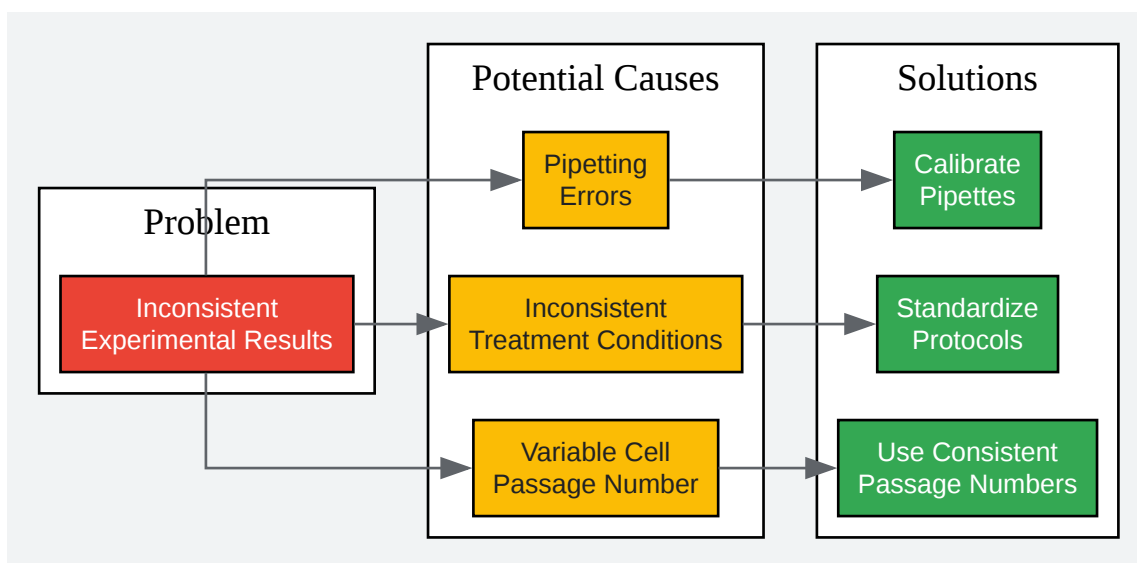 Problem
Inconsistent
Experimental Results
Potential Causes
Pipetting
Errors
Inconsistent
Treatment Conditions
Variable Cell
Passage Number
Solutions
Calibrate
Pipettes
Standardize
Protocols
Use Consistent
Passage Numbers